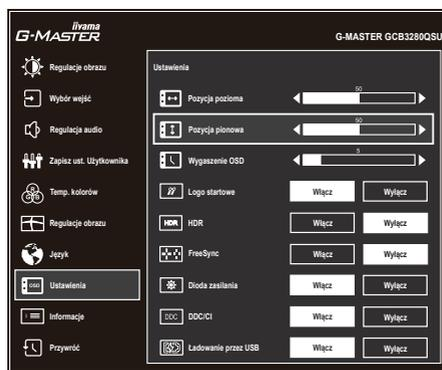 iiyama
G-MASTER
G-MASTER GCB3280QSU
Regulacje obrazu
Wybór wejść
Regulacja audio
Zapisz ust. Użytkownika
Temp. kolorów
R
G B
Regulacje obrazu
Język
OSD
Ustawienia
Informacje
Przywróć
Ustawienia
Pozycja pozioma
50
Pozycja pionowa
50
Wygaszenie OSD
5
Logo startowe
Włącz Wyłącz
HDR HDR
Włącz Wyłącz
FreeSync
Włącz Wyłącz
Dioda zasilania
Włącz Wyłącz
DDC DDC/CI
Włącz Wyłącz
Ładowanie przez USB
Włącz Wyłącz